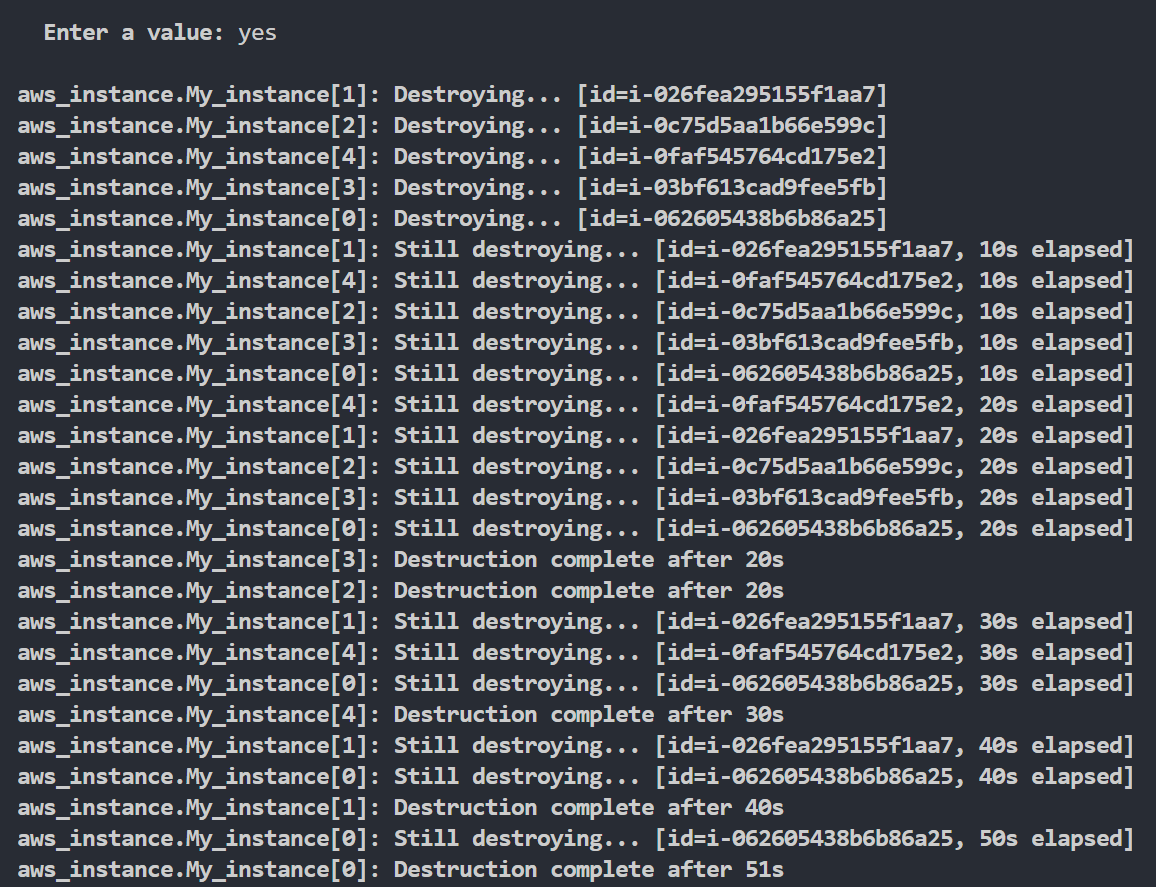 Enter a value: yes
aws_instance.My_instance[1]: Destroying... [id=i-026fea295155f1aa7]
aws_instance.My_instance[2]: Destroying... [id=i-0c75d5aa1b66e599c]
aws_instance.My_instance[4]: Destroying... [id=i-0faf545764cd175e2]
aws_instance.My_instance[3]: Destroying... [id=i-03bf613cad9fee5fb]
aws_instance.My_instance[0]: Destroying... [id=i-062605438b6b86a25]
aws_instance.My_instance[1]: Still destroying... [id=i-026fea295155f1aa7, 10s elapsed]
aws_instance.My_instance[4]: Still destroying... [id=i-0faf545764cd175e2, 10s elapsed]
aws_instance.My_instance[2]: Still destroying... [id=i-0c75d5aa1b66e599c, 10s elapsed]
aws_instance.My_instance[3]: Still destroying... [id=i-03bf613cad9fee5fb, 10s elapsed]
aws_instance.My_instance[0]: Still destroying... [id=i-062605438b6b86a25, 10s elapsed]
aws_instance.My_instance[4]: Still destroying... [id=i-0faf545764cd175e2, 20s elapsed]
aws_instance.My_instance[1]: Still destroying... [id=i-026fea295155f1aa7, 20s elapsed]
aws_instance.My_instance[2]: Still destroying... [id=i-0c75d5aa1b66e599c, 20s elapsed]
aws_instance.My_instance[3]: Still destroying... [id=i-03bf613cad9fee5fb, 20s elapsed]
aws_instance.My_instance[0]: Still destroying... [id=i-062605438b6b86a25, 20s elapsed]
aws_instance.My_instance[3]: Destruction complete after 20s
aws_instance.My_instance[2]: Destruction complete after 20s
aws_instance.My_instance[1]: Still destroying... [id=i-026fea295155f1aa7, 30s elapsed]
aws_instance.My_instance[4]: Still destroying... [id=i-0faf545764cd175e2, 30s elapsed]
aws_instance.My_instance[0]: Still destroying... [id=i-062605438b6b86a25, 30s elapsed]
aws_instance.My_instance[4]: Destruction complete after 30s
aws_instance.My_instance[1]: Still destroying... [id=i-026fea295155f1aa7, 40s elapsed]
aws_instance.My_instance[0]: Still destroying... [id=i-062605438b6b86a25, 40s elapsed]
aws_instance.My_instance[1]: Destruction complete after 40s
aws_instance.My_instance[0]: Still destroying... [id=i-062605438b6b86a25, 50s elapsed]
aws_instance.My_instance[0]: Destruction complete after 51s